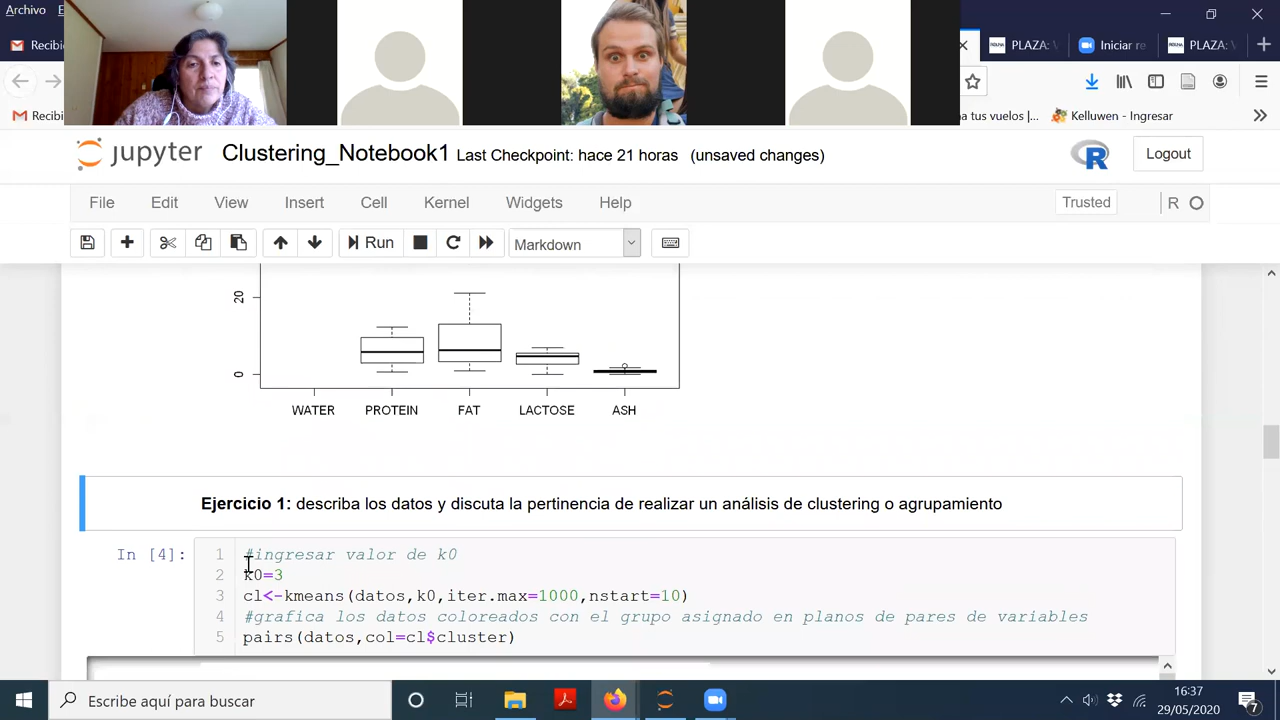 Archivo
Recibi
PLAZA: V
Iniciar re
PLAZA: V
Recibi
na tus vuelos |...
Kelluwen - Ingresar
jupyter
Clustering_Notebook1 Last Checkpoint: hace 21 horas (unsaved changes)
R
Logout
File Edit View Insert Cell Kernel Widgets Help
Trusted
R
Run
Markdown
20
0
WATER PROTEIN FAT LACTOSE ASH
Ejercicio 1: describa los datos y discuta la pertinencia de realizar un análisis de clustering o agrupamiento
In [4]:
1 #ingresar valor de k0
2 k0=3
3 cl<-kmeans(datos,k0,iter.max=1000,nstart=10)
4 #grafica los datos coloreados con el grupo asignado en planos de pares de variables
5 pairs(datos,col=cl$cluster)
Escribe aquí para buscar
16:37
29/05/2020
7